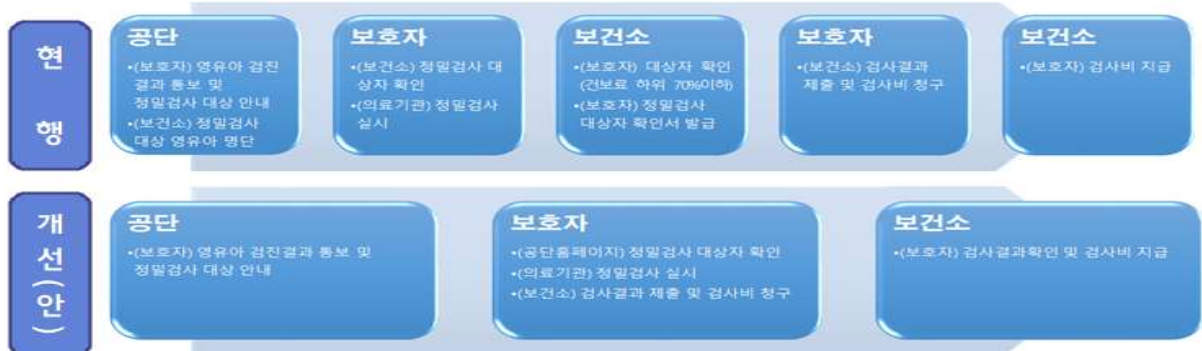 현
행
공단
•(보호자) 영유아 검진
결과 통보 및
정밀검사 대상 안내
•(보건소) 정밀검사
대상 영유아 명단
보호자
•(보건소) 정밀검사 대
상자 확인
•(의료기관) 정밀검사
실시
보건소
•(보호자) 대상자 확인
(건보료 하위 70%이하)
•(보호자) 정밀검사
대상자 확인서 발급
보호자
•(보건소) 검사결과
제출 및 검사비 청구
보건소
•(보호자) 검사비 지급
개
선
(안)
공단
•(보호자) 영유아 검진결과 통보 및
정밀검사 대상 안내
보호자
•(공단홈페이지) 정밀검사 대상자 확인
•(의료기관) 정밀검사 실시
•(보건소) 검사결과 제출 및 검사비 청구
보건소
•(보호자) 검사결과확인 및 검사비 지급